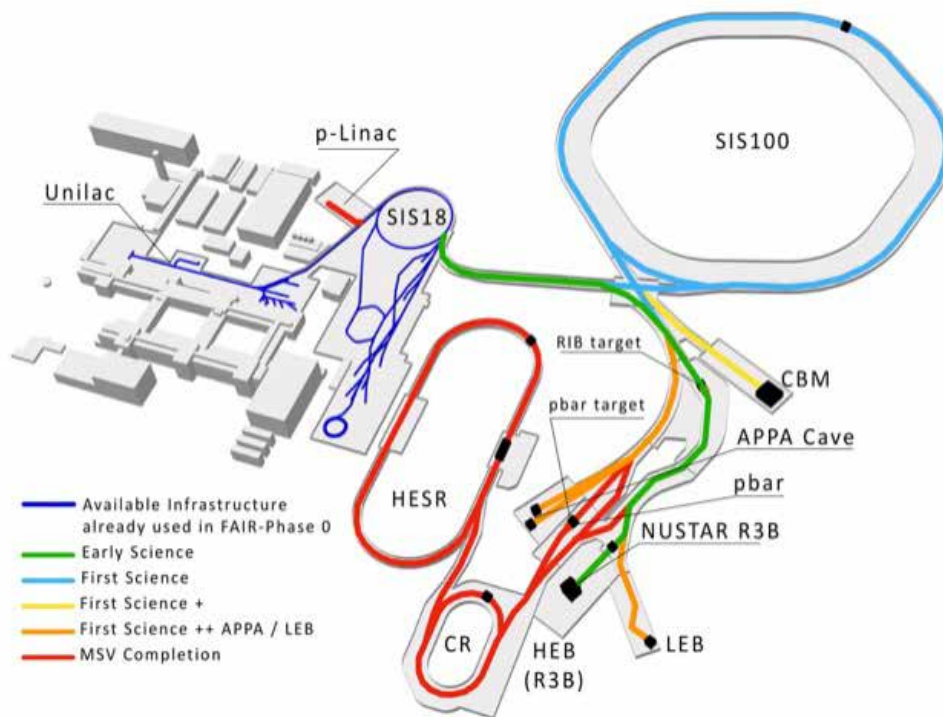 SIS100
p-Linac
Unilac
SIS18
RIB target
CBM
pbar target
APPA Cave
HESR
pbar
NUSTAR R3B
CR
HEB
(R3B)
LEB
Available Infrastructure
already used in FAIR-Phase 0
Early Science
First Science
First Science +
First Science ++ APPA / LEB
MSV Completion